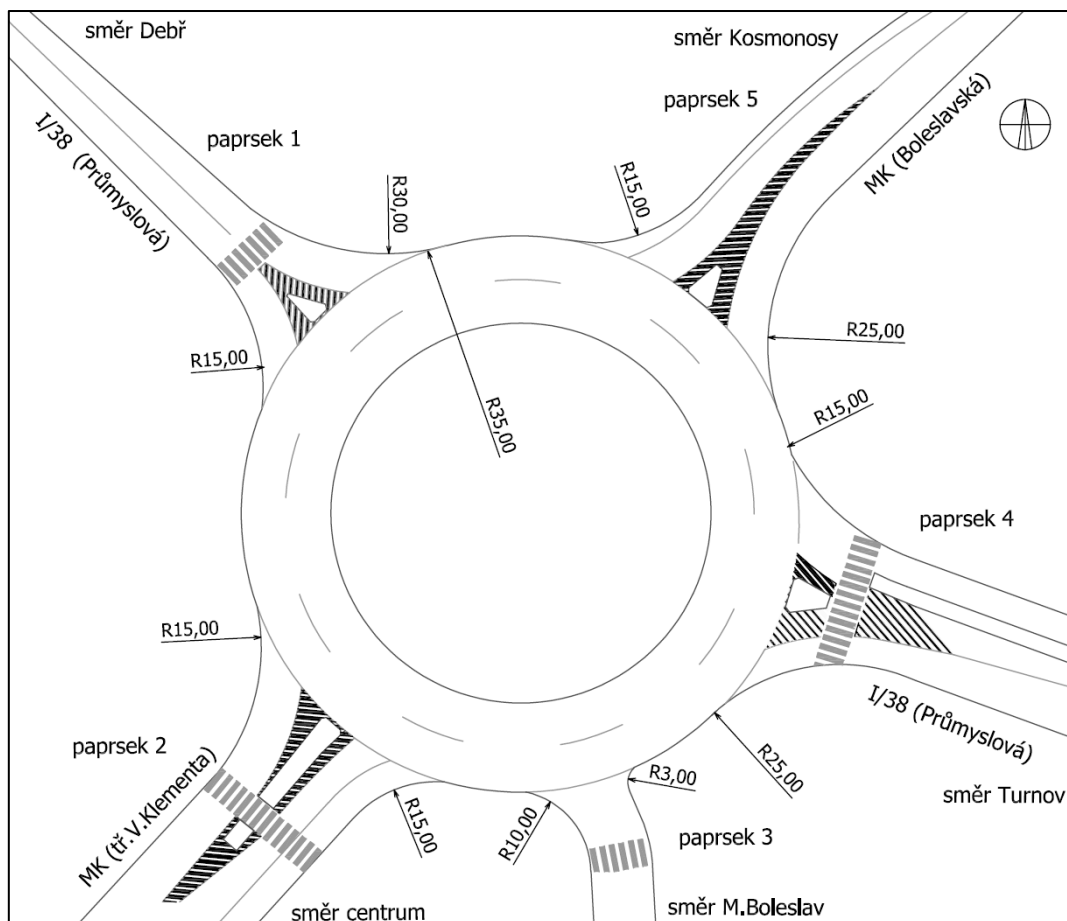 směr Debř
směr Kosmonosy
paprsek 5
paprsek 1
I/38 (Průmyslová)
MK (Boleslavská)
R30,00
R15,00
R25,00
R15,00
R35,00
R15,00
paprsek 4
R15,00
I/38 (Průmyslová)
směr Turnov
paprsek 2
MK (tř.V.Klementa)
R25,00
R3,00
R15,00
R10,00
paprsek 3
směr centrum
směr M.Boleslav